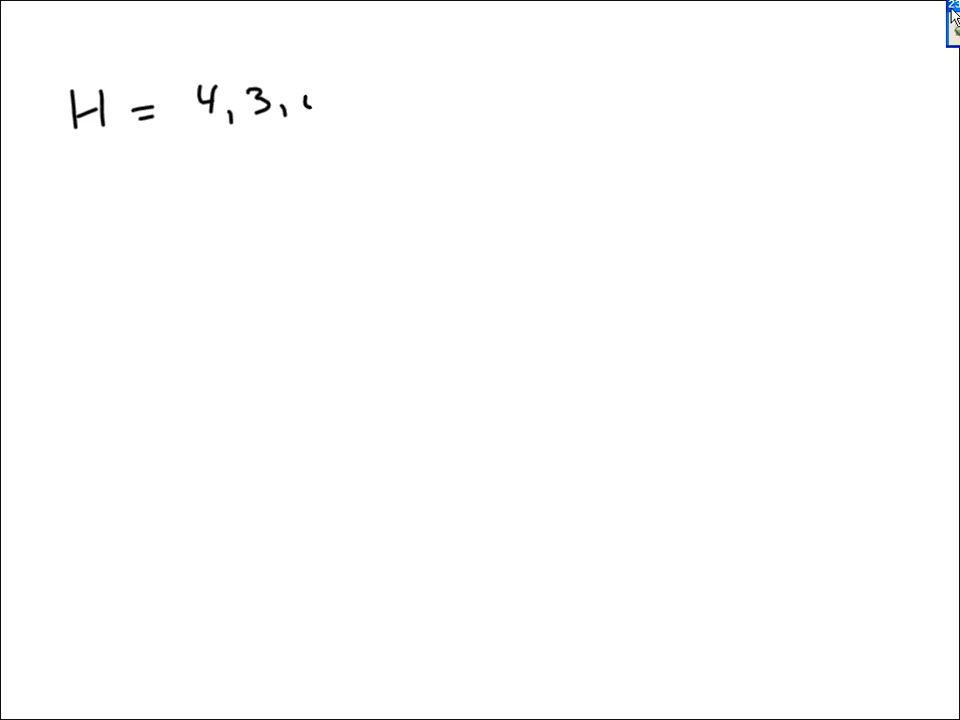 H = 4, 3,